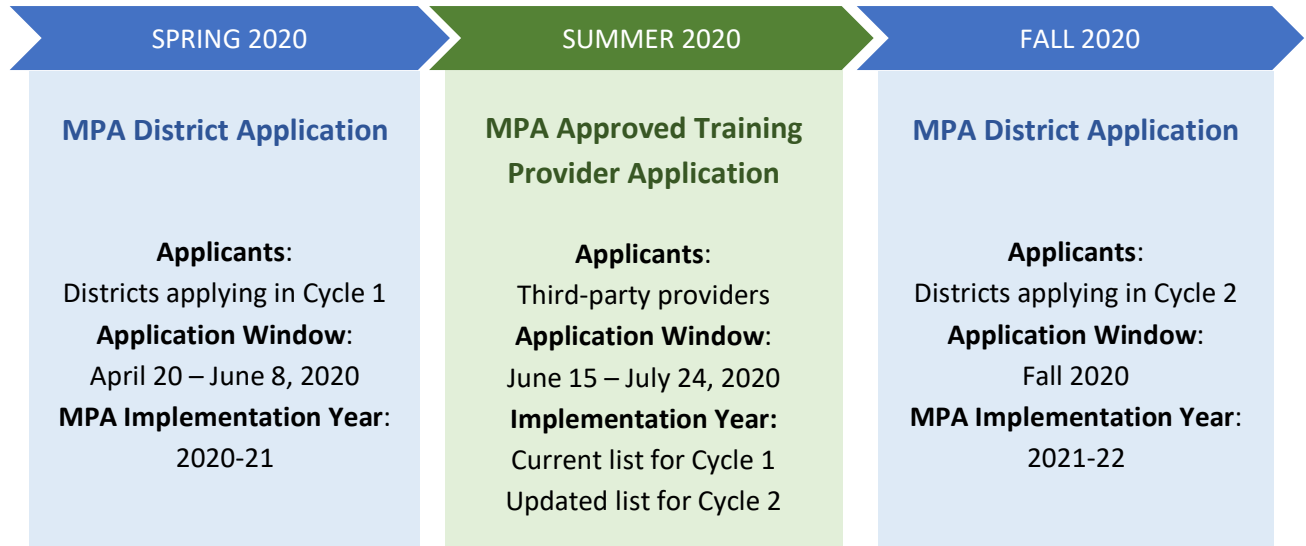 SPRING 2020
MPA District Application
Applicants:
Districts applying in Cycle 1
Application Window:
April 20 – June 8, 2020
MPA Implementation Year:
2020-21
SUMMER 2020
MPA Approved Training
Provider Application
Applicants:
Third-party providers
Application Window:
June 15 – July 24, 2020
Implementation Year:
Current list for Cycle 1
Updated list for Cycle 2
FALL 2020
MPA District Application
Applicants:
Districts applying in Cycle 2
Application Window:
Fall 2020
MPA Implementation Year:
2021-22